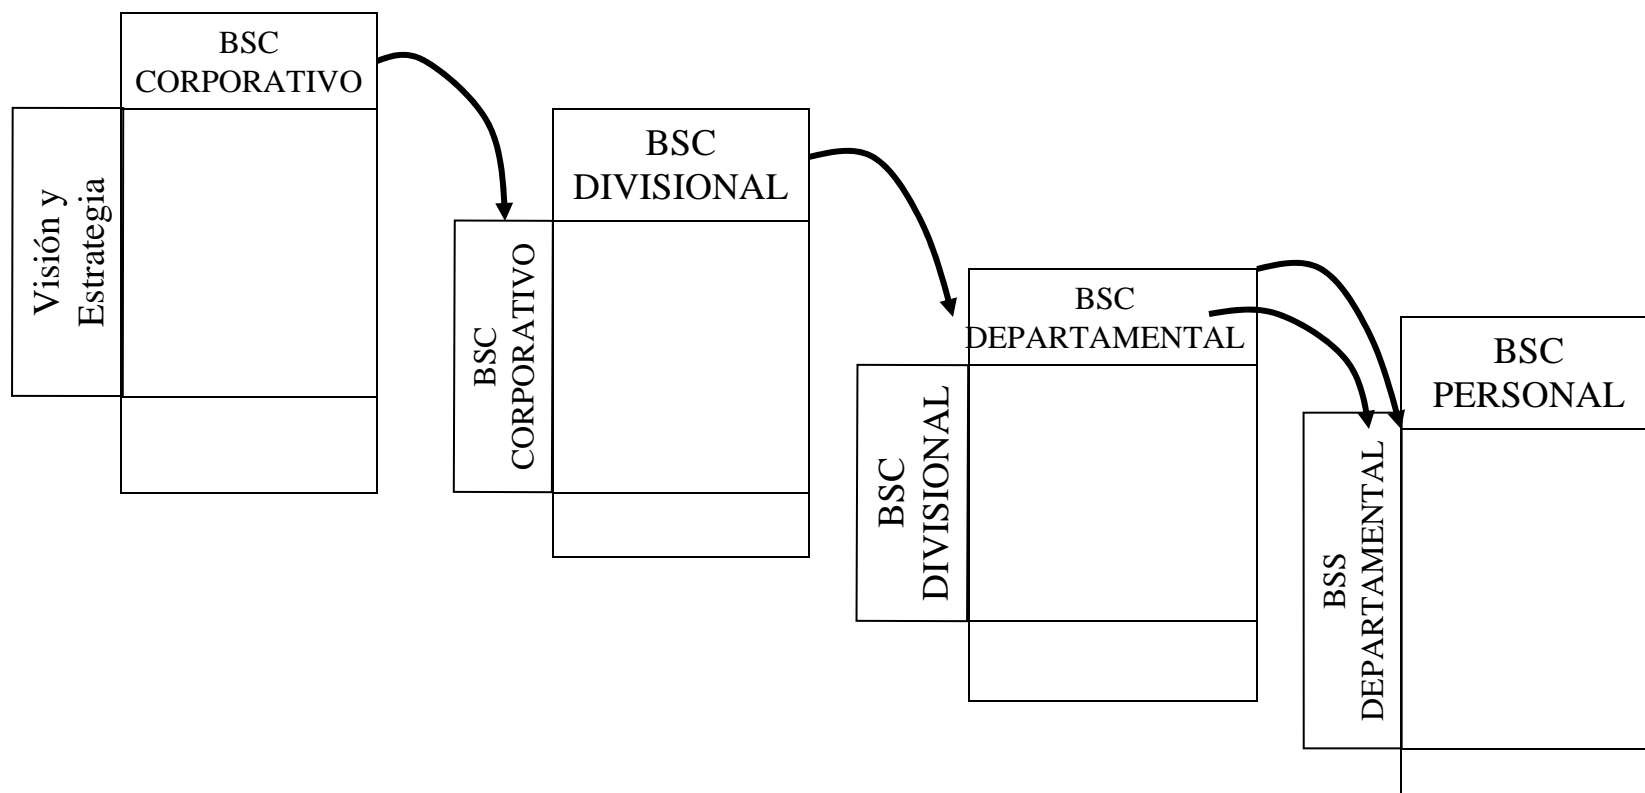 BSC
CORPORATIVO
Visión y
Estrategia
BSC
DIVISIONAL
BSC
CORPORATIVO
BSC
DEPARTAMENTAL
BSC
DIVISIONAL
BSC
PERSONAL
BSS
DEPARTAMENTAL